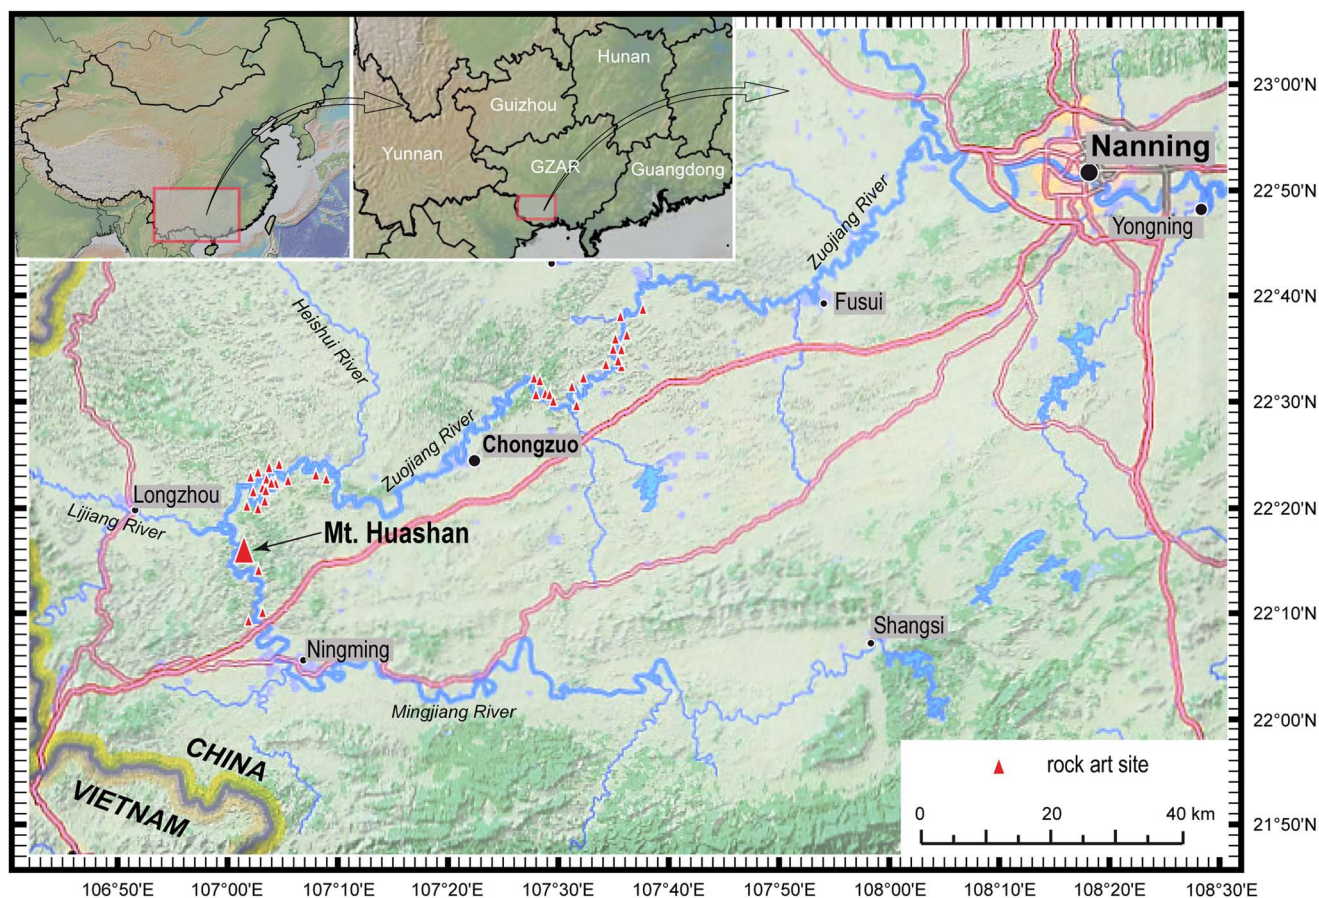 Hunan
Guizhou
Yunnan
GZAR
Guangdong
23°00'N
Nanning
22°50'N
Yongning
Zuojiang River
22°40'N
Fusui
Heishui River
22°30'N
Zuojiang River
Chongzuo
Longzhou
22°20'N
Lijiang River
Mt. Huashan
22°10'N
Shangsi
Ningming
Mingjiang River
22°00'N
CHINA
VIETNAM
rock art site
0 20 40 km
21°50'N
106°50'E 107°00'E 107°10'E 107°20'E 107°30'E 107°40'E 107°50'E 108°00'E 108°10'E 108°20'E 108°30'E